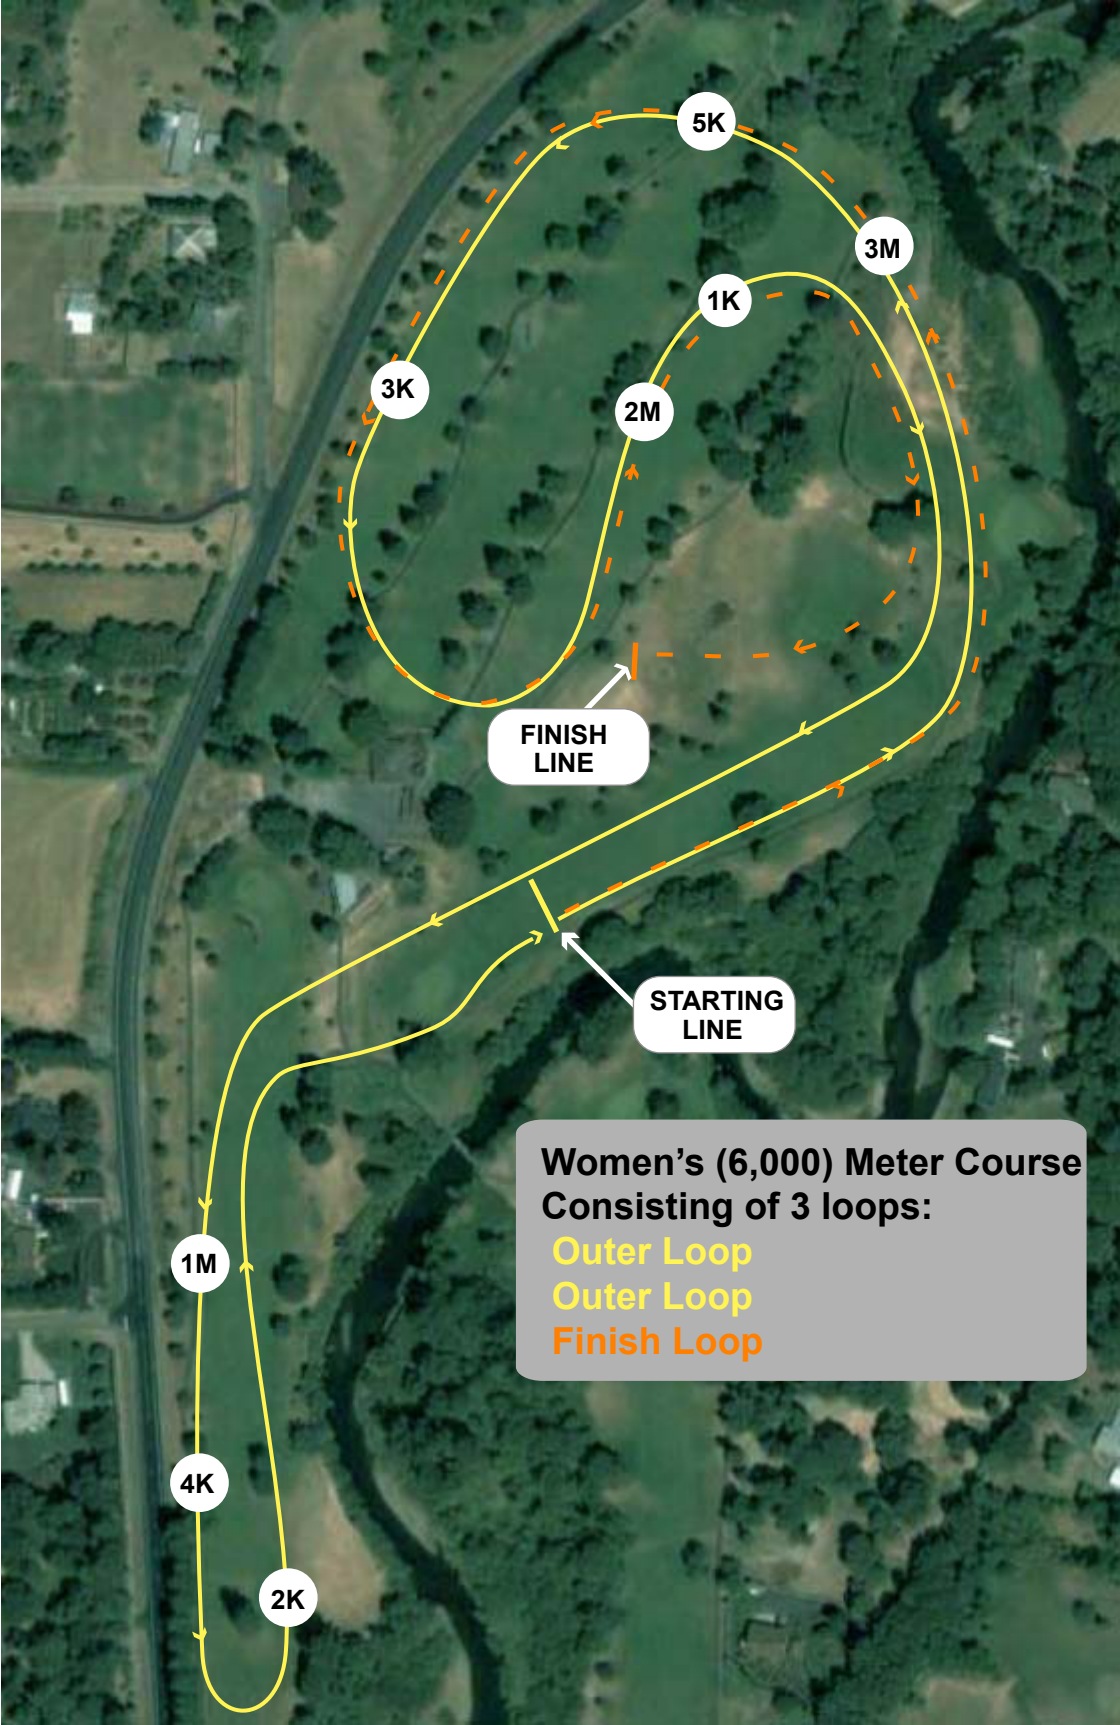 5K
3M
1K
3K
2M
FINISH
LINE
STARTING
LINE
Women’s (6,000) Meter Course
Consisting of 3 loops:
Outer Loop
Outer Loop
Finish Loop
1M
4K
2K